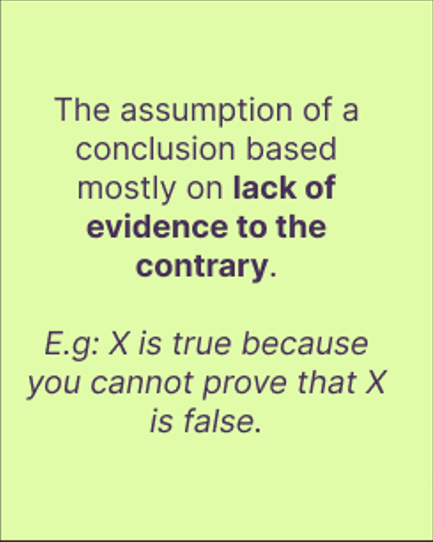 The assumption of a
conclusion based
mostly on lack of
evidence to the
contrary.
E.g: X is true because
you cannot prove that X
is false.